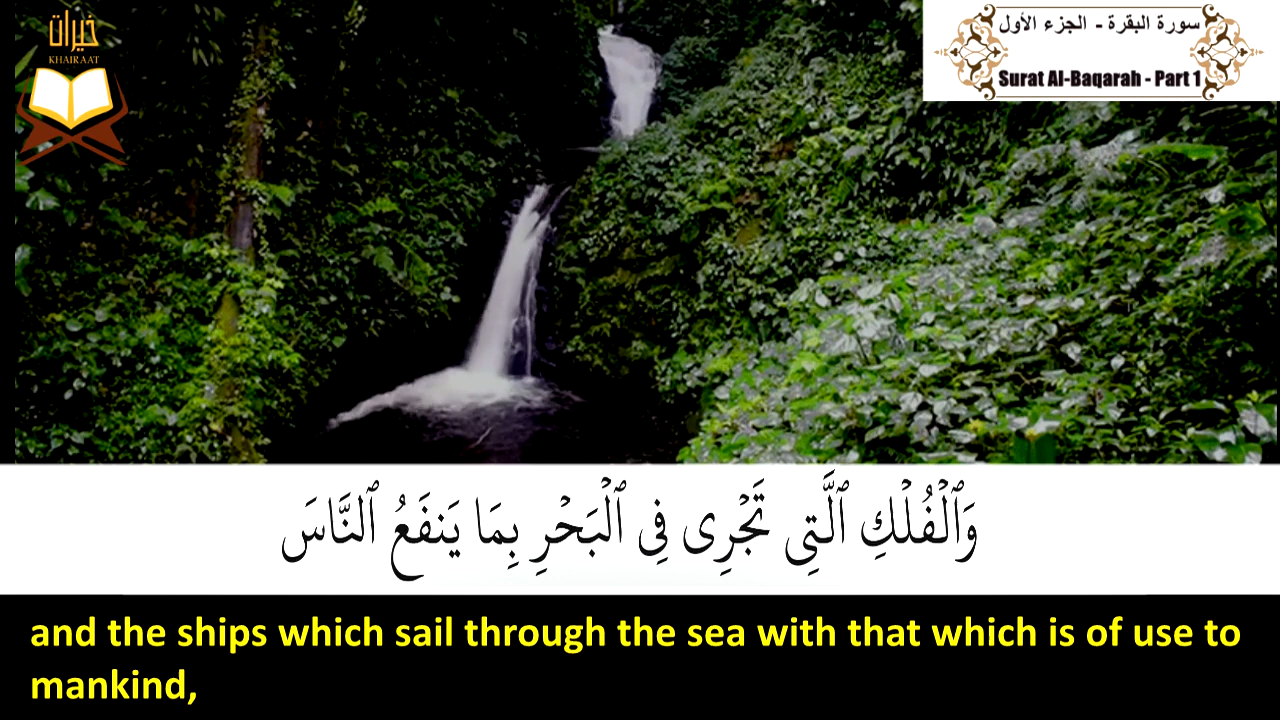 خيرات
KHAIRAAT
سورة البقرة - الجزء الأول
Surat Al-Baqarah - Part 1
وَٱلْفُلْكِ ٱلَّتِى تَجْرِى فِى ٱلْبَحْرِ بِمَا يَنفَعُ ٱلنَّاسَ
and the ships which sail through the sea with that which is of use to
mankind,